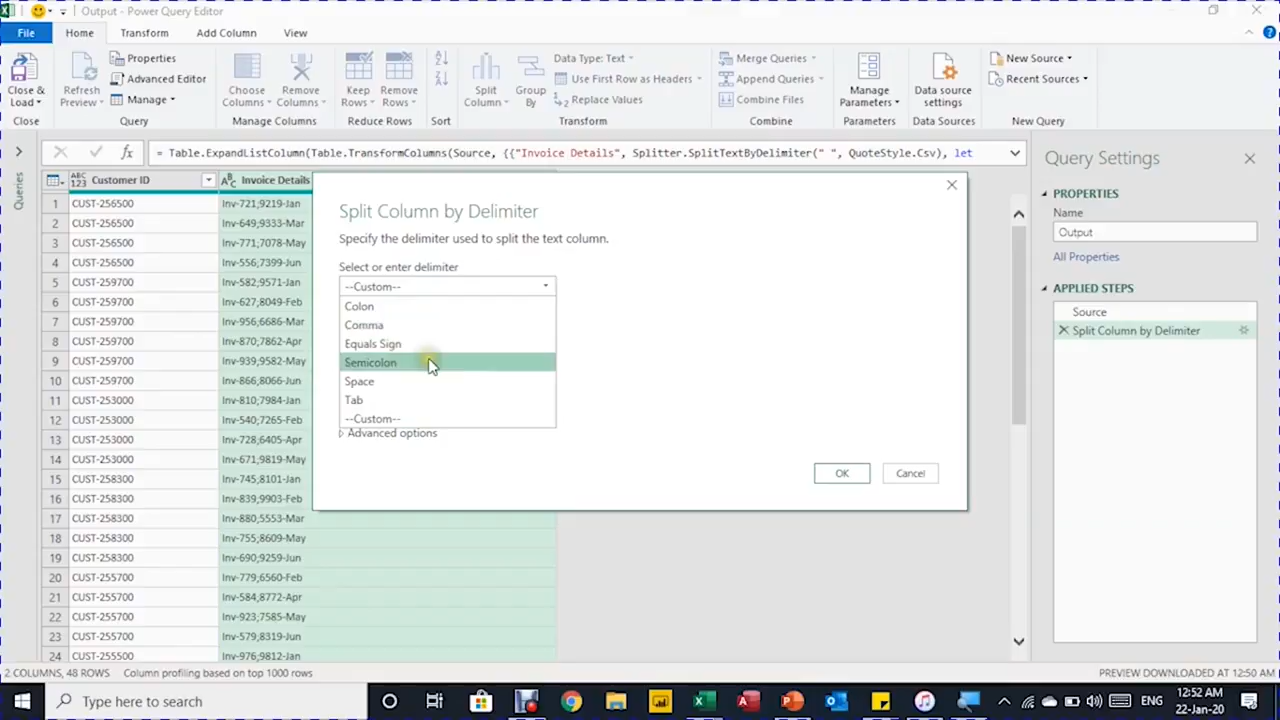 Output - Power Query Editor
File
Home
Transform
Add Column
View
Close & Load
Close
Refresh Preview
Properties
Advanced Editor
Manage
Query
Choose Columns
Remove Columns
Manage Columns
Keep Rows
Remove Rows
Reduce Rows
Sort
Split Column
Group By
Data Type: Text
Use First Row as Headers
Replace Values
Transform
Merge Queries
Append Queries
Combine Files
Combine
Manage Parameters
Parameters
Data source settings
Data Sources
New Source
Recent Sources
New Query
= Table.ExpandListColumn(Table.TransformColumns(Source, {{"Invoice Details", Splitter.SplitTextByDelimiter(" ", QuoteStyle.Csv), let
Queries
Customer ID
Invoice Details
1 CUST-256500 Inv-721,9219-Jan
2 CUST-256500 Inv-649;9333-Mar
3 CUST-256500 Inv-771;7078-May
4 CUST-256500 Inv-556;7399-Jun
5 CUST-259700 Inv-582;9571-Jan
6 CUST-259700 Inv-627;8049-Feb
7 CUST-259700 Inv-956;6686-Mar
8 CUST-259700 Inv-870;7862-Apr
9 CUST-259700 Inv-939;9582-May
10 CUST-259700 Inv-866;8066-Jun
11 CUST-253000 Inv-810;7984-Jan
12 CUST-253000 Inv-540;7265-Feb
13 CUST-253000 Inv-728;6405-Apr
14 CUST-253000 Inv-671;9819-May
15 CUST-258300 Inv-745;8101-Jan
16 CUST-258300 Inv-839;9903-Feb
17 CUST-258300 Inv-880;5553-Mar
18 CUST-258300 Inv-755;8609-May
19 CUST-258300 Inv-690;9259-Jun
20 CUST-255700 Inv-779;6560-Feb
21 CUST-255700 Inv-584;8772-Apr
22 CUST-255700 Inv-923;7585-May
23 CUST-255700 Inv-579;8319-Jun
24 CUST-255500 Inv-976;9812-Jan
Split Column by Delimiter
Specify the delimiter used to split the text column.
Select or enter delimiter
--Custom--
Colon
Comma
Equals Sign
Semicolon
Space
Tab
--Custom--
Advanced options
OK
Cancel
Query Settings
PROPERTIES
Name
Output
All Properties
APPLIED STEPS
Source
Split Column by Delimiter
2 COLUMNS, 48 ROWS
Column profiling based on top 1000 rows
PREVIEW DOWNLOADED AT 12:50 AM
Type here to search
ENG
12:52 AM
22-Jan-20